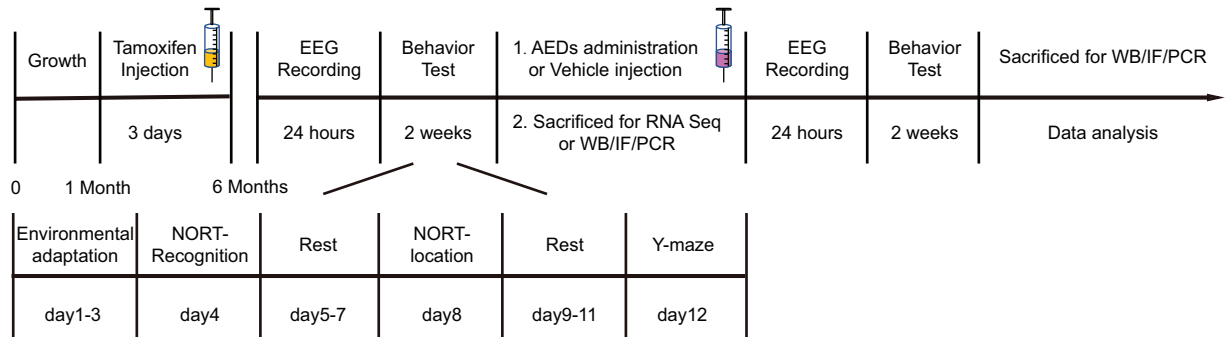 Growth
Tamoxifen
Injection
EEG
Recording
Behavior
Test
1. AEDs administration
or Vehicle injection
EEG
Recording
Behavior
Test
Sacrificed for WB/IF/PCR
3 days
24 hours
2 weeks
2. Sacrificed for RNA Seq
or WB/IF/PCR
24 hours
2 weeks
Data analysis
0
1 Month
6 Months
Environmental
adaptation
NORT-
Recognition
Rest
NORT-
location
Rest
Y-maze
day1-3
day4
day5-7
day8
day9-11
day12